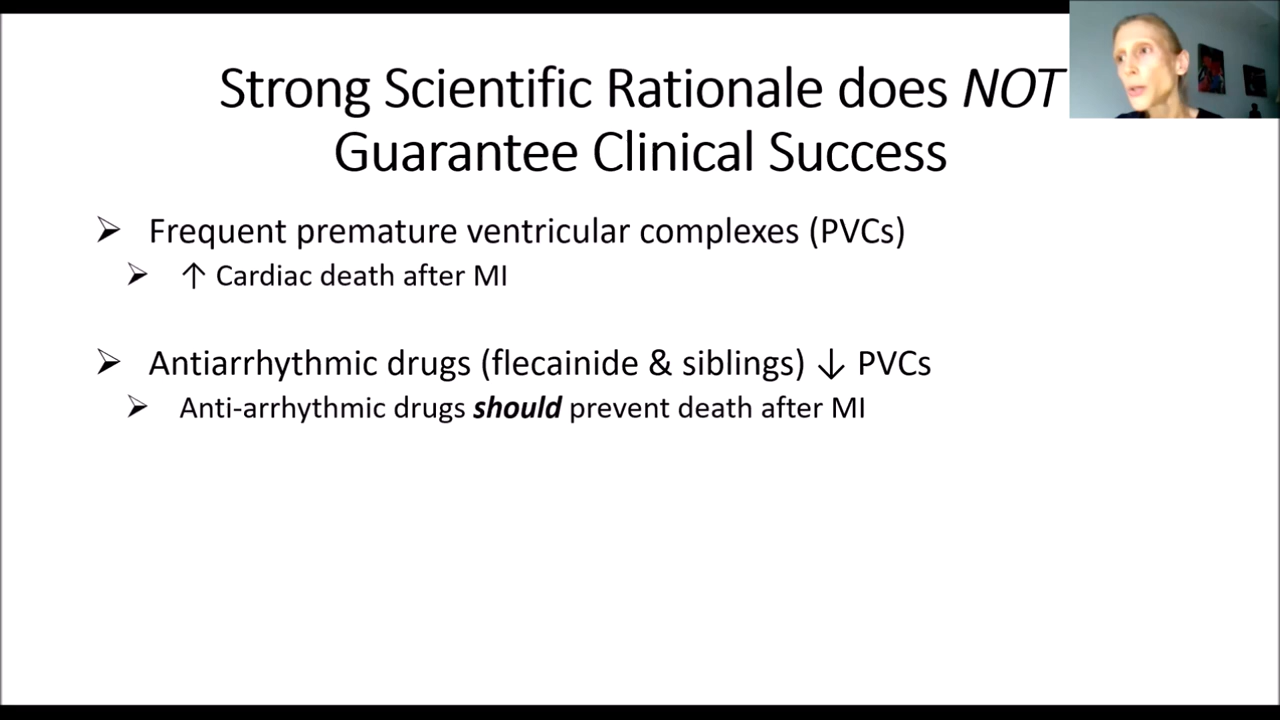 Strong Scientific Rationale does NOT
Guarantee Clinical Success
➢ Frequent premature ventricular complexes (PVCs)
➢ ↑ Cardiac death after MI
➢ Antiarrhythmic drugs (flecainide & siblings) ↓ PVCs
➢ Anti-arrhythmic drugs should prevent death after MI